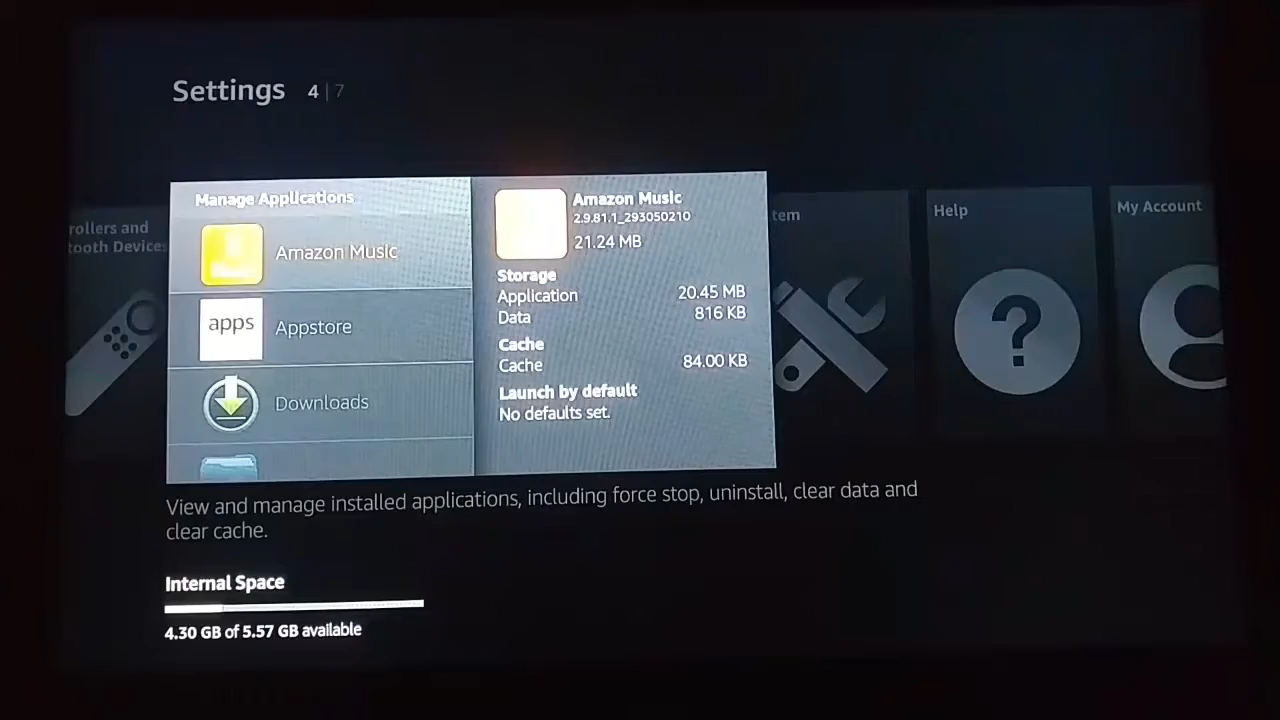 Settings 4 | 7
rollers and
tooth Devices
Manage Applications
Amazon Music
apps
Appstore
Downloads
Amazon Music
2.9.81.1_293050210
21.24 MB
Storage
Application 20.45 MB
Data 816 KB
Cache
Cache 84.00 KB
Launch by default
No defaults set.
tem
Help
?
My Account
View and manage installed applications, including force stop, uninstall, clear data and
clear cache.
Internal Space
4.30 GB of 5.57 GB available